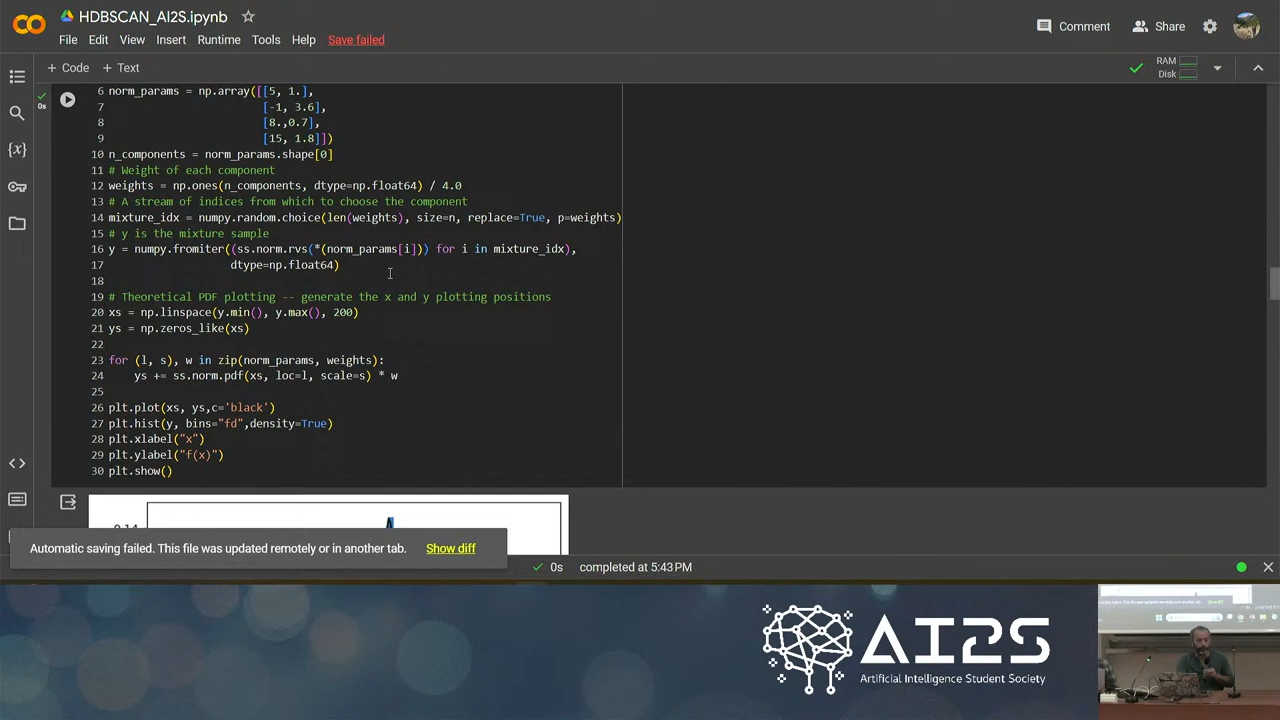 HDBSCAN_AI2S.ipynb
File Edit View Insert Runtime Tools Help Save failed
Comment Share
+ Code + Text
RAM
Disk
0s
6 norm_params = np.array([[5, 1.],
7 [-1, 3.6],
8 [8.,0.7],
9 [15, 1.8]])
10 n_components = norm_params.shape[0]
11 # Weight of each component
12 weights = np.ones(n_components, dtype=np.float64) / 4.0
13 # A stream of indices from which to choose the component
14 mixture_idx = numpy.random.choice(len(weights), size=n, replace=True, p=weights)
15 # y is the mixture sample
16 y = numpy.fromiter((ss.norm.rvs(*(norm_params[i])) for i in mixture_idx),
17 dtype=np.float64)
18
19 # Theoretical PDF plotting -- generate the x and y plotting positions
20 xs = np.linspace(y.min(), y.max(), 200)
21 ys = np.zeros_like(xs)
22
23 for (l, s), w in zip(norm_params, weights):
24 ys += ss.norm.pdf(xs, loc=l, scale=s) * w
25
26 plt.plot(xs, ys,c='black')
27 plt.hist(y, bins="fd",density=True)
28 plt.xlabel("x")
29 plt.ylabel("f(x)")
30 plt.show()
Automatic saving failed. This file was updated remotely or in another tab. Show diff
0s completed at 5:43 PM
AI2S
Artificial Intelligence Student Society